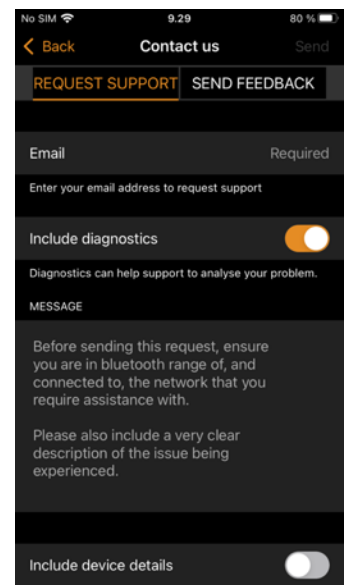 No SIM 9.29 80 %
Back Contact us Send
REQUEST SUPPORT SEND FEEDBACK
Email Required
Enter your email address to request support
Include diagnostics
Diagnostics can help support to analyse your problem.
MESSAGE
Before sending this request, ensure
you are in bluetooth range of, and
connected to, the network that you
require assistance with.
Please also include a very clear
description of the issue being
experienced.
Include device details